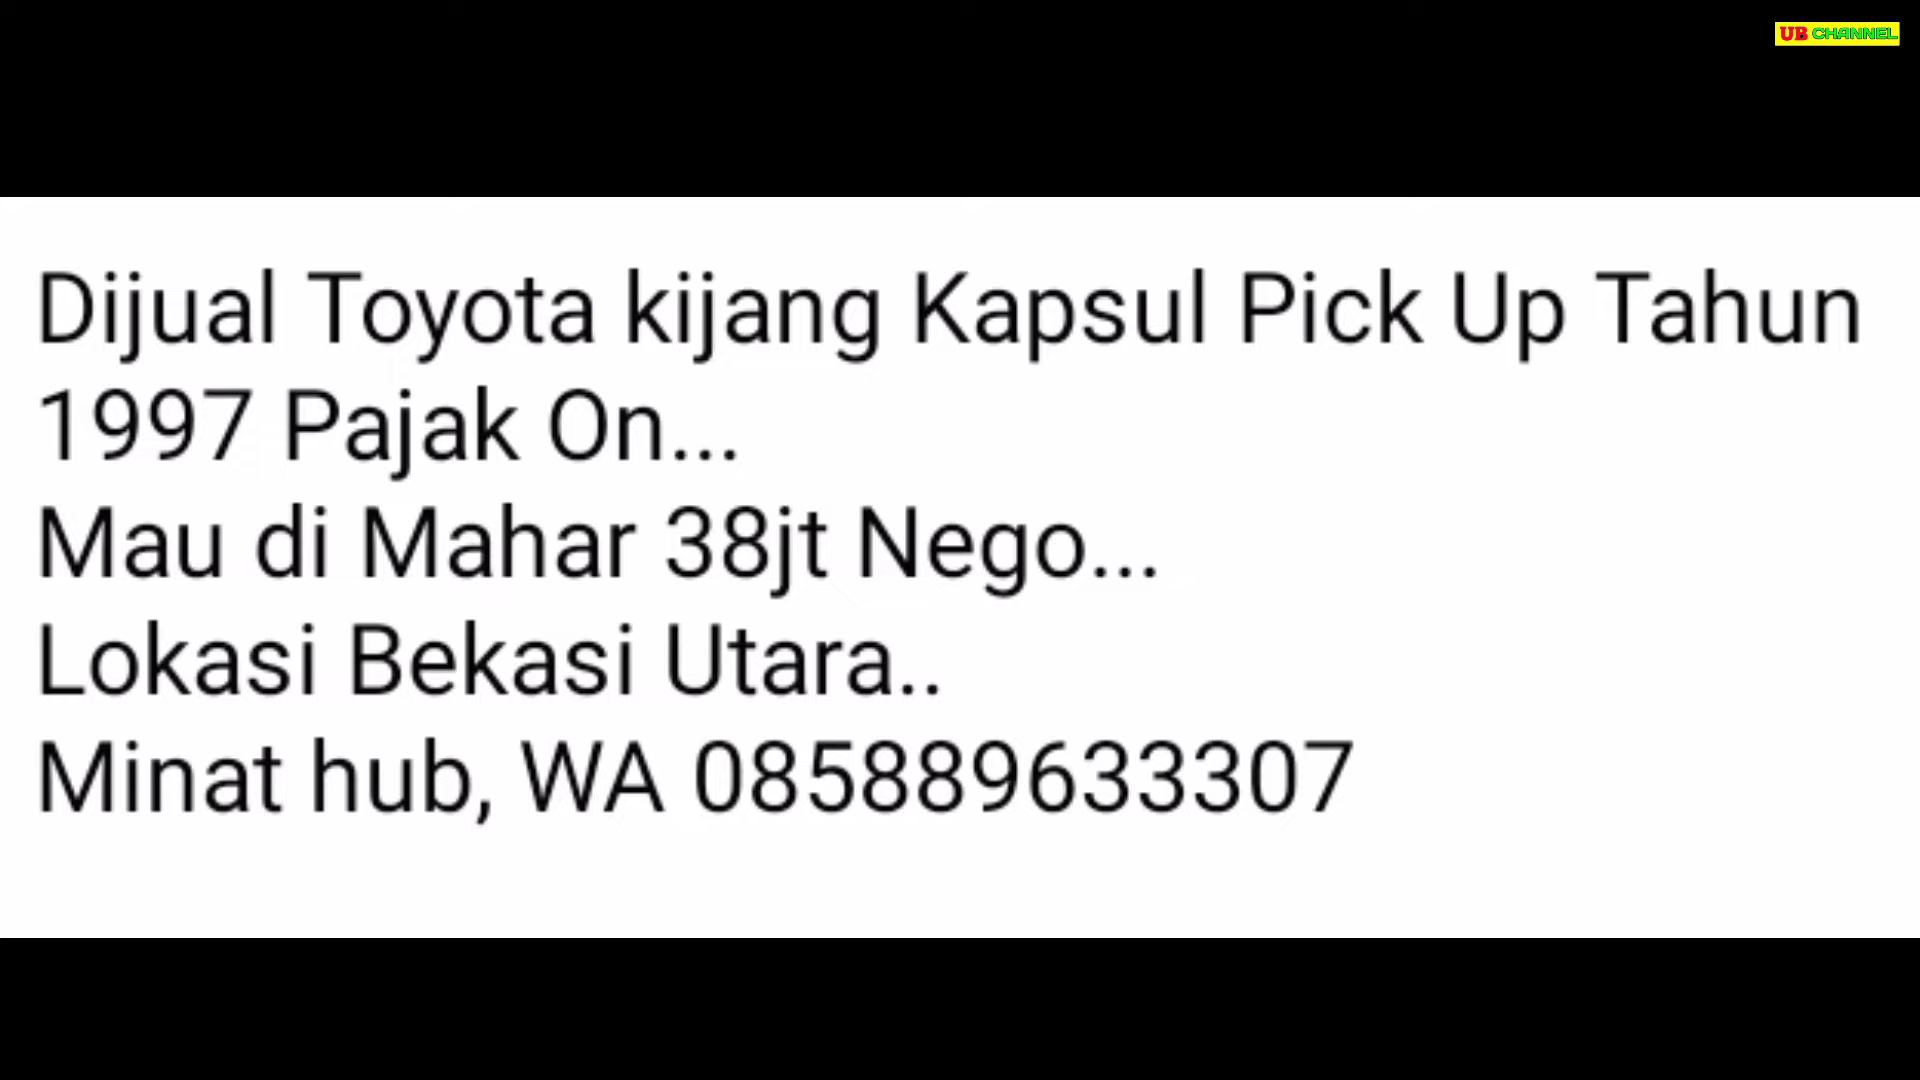 UB CHANNEL
Dijual Toyota kijang Kapsul Pick Up Tahun
1997 Pajak On...
Mau di Mahar 38jt Nego...
Lokasi Bekasi Utara..
Minat hub, WA 085889633307